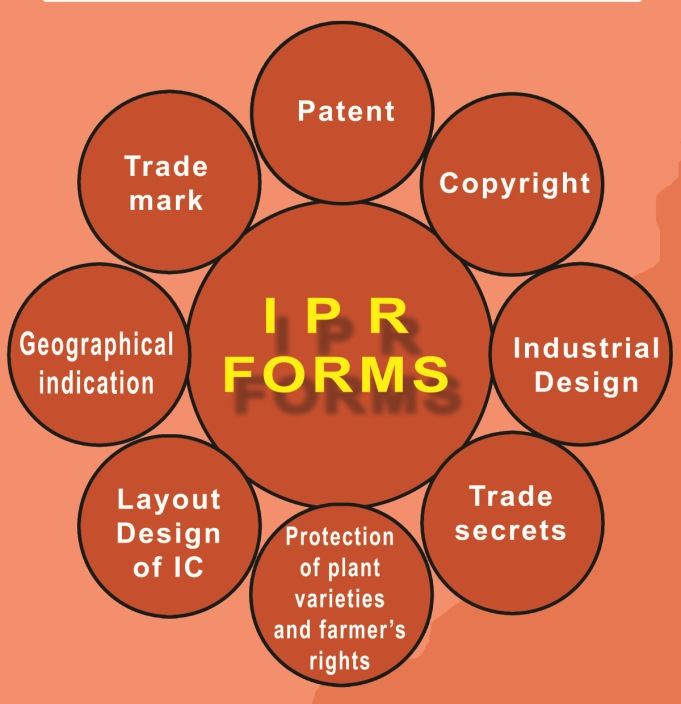 Patent
Copyright
Industrial
Design
Trade
secrets
Protection
of plant
varieties
and farmer's
rights
Layout
Design
of IC
Geographical
indication
Trade
mark
I P R
FORMS